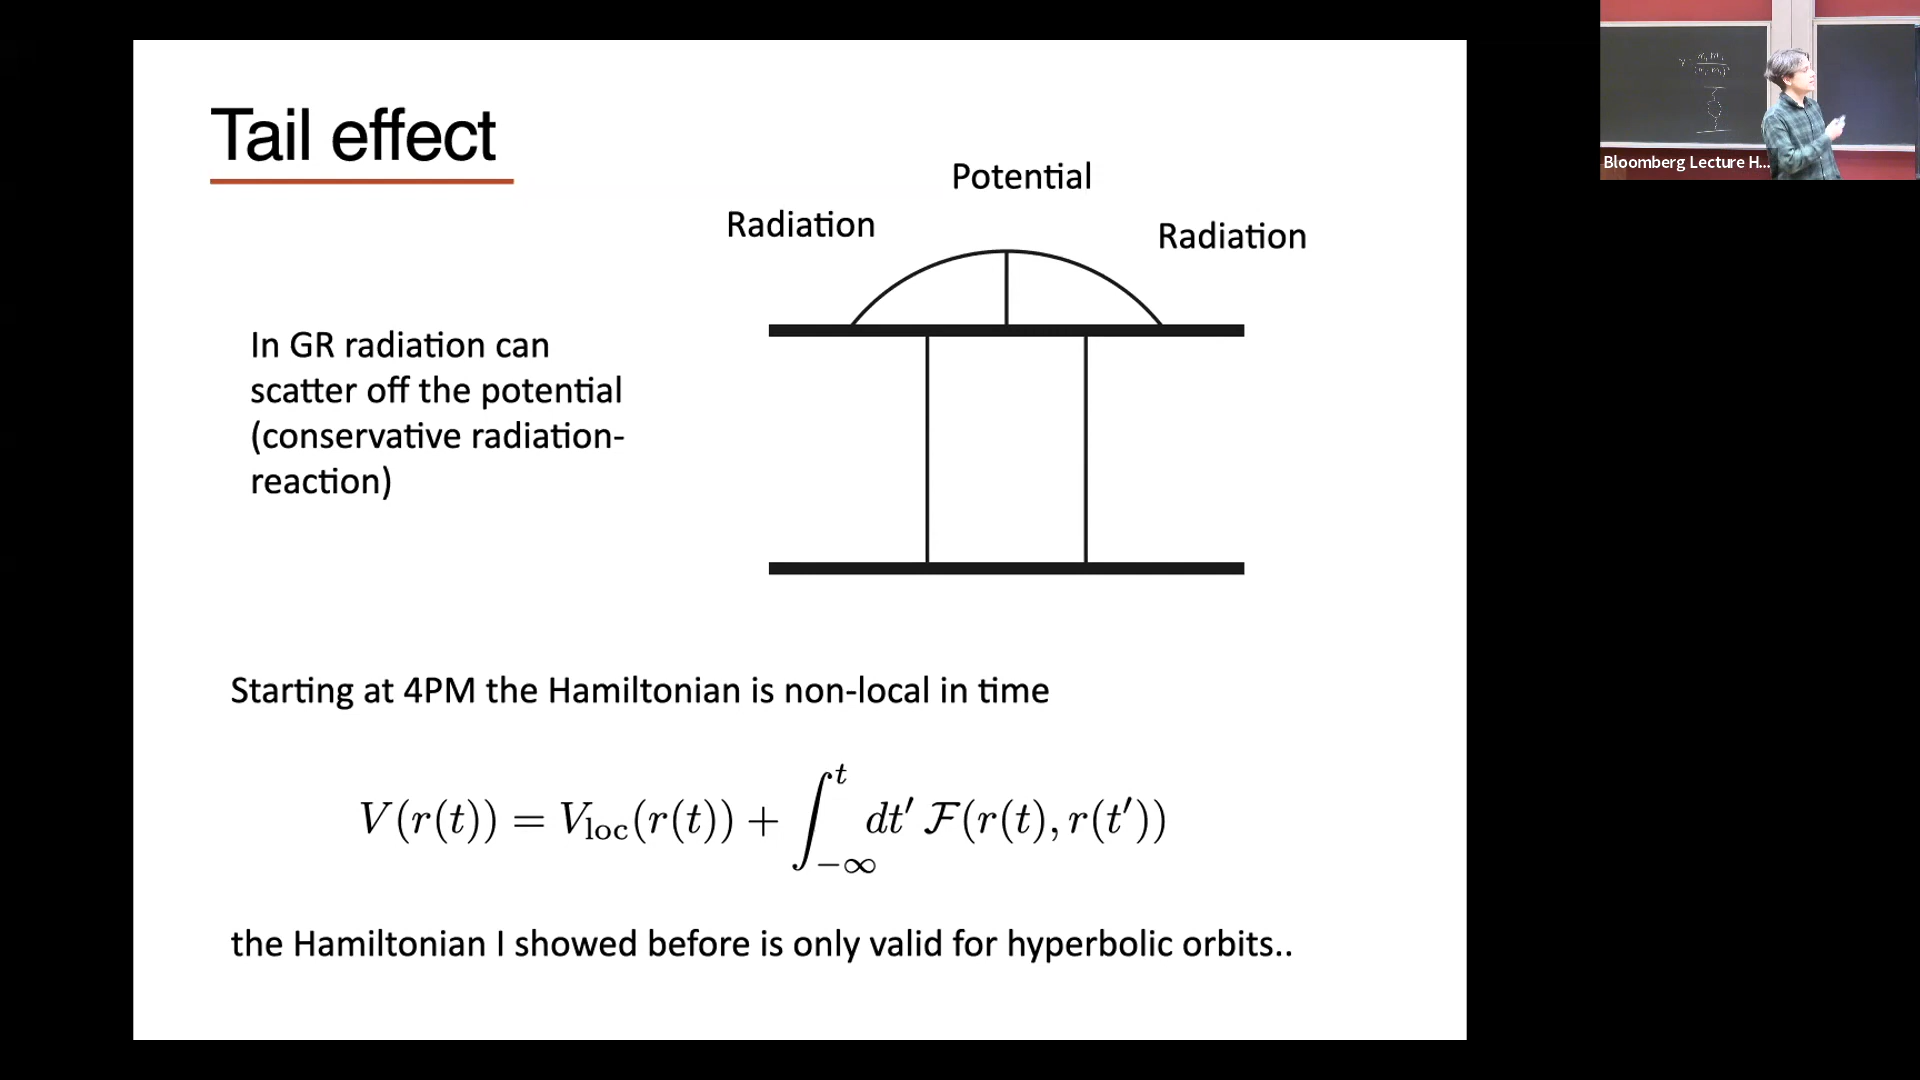 Tail effect
Potential
Radiation
Radiation
In GR radiation can
scatter off the potential
(conservative radiation-
reaction)
Starting at 4PM the Hamiltonian is non-local in time
V(r(t)) = V_loc(r(t)) + ∫_{-∞}^{t} dt′ ℱ(r(t), r(t′))
the Hamiltonian I showed before is only valid for hyperbolic orbits..
Bloomberg Lecture H...